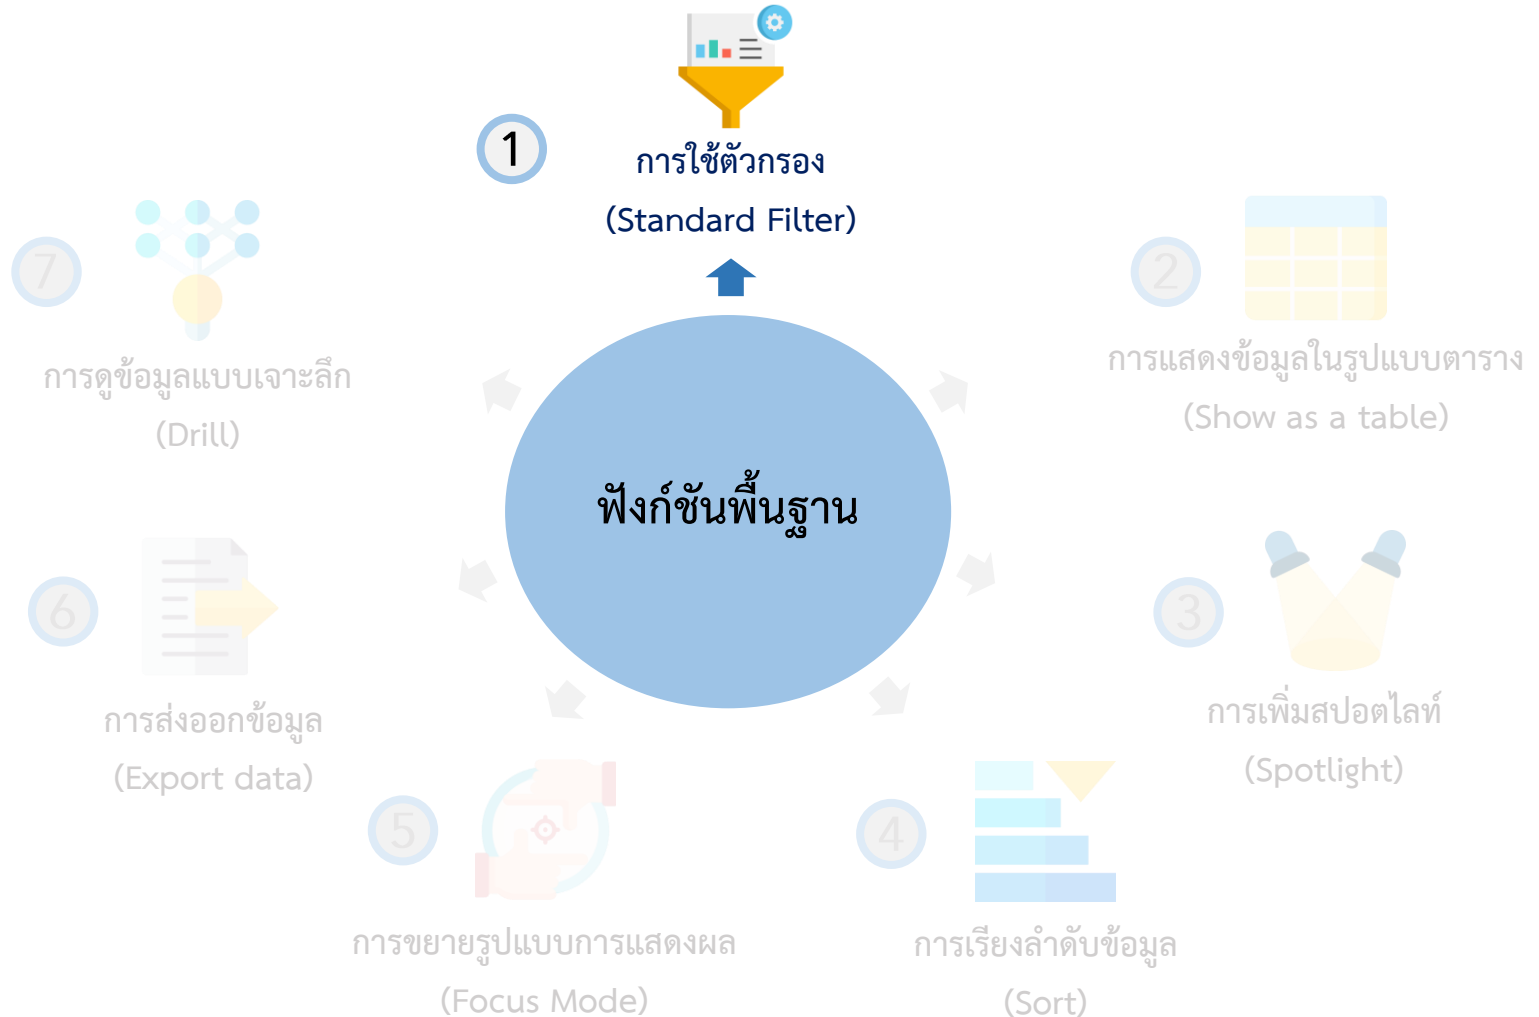 1
การใช้ตัวกรอง
(Standard Filter)
2
การแสดงข้อมูลในรูปแบบตาราง
(Show as a table)
3
การเพิ่มสปอตไลท์
(Spotlight)
4
การเรียงลำดับข้อมูล
(Sort)
5
การขยายรูปแบบการแสดงผล
(Focus Mode)
6
การส่งออกข้อมูล
(Export data)
7
การดูข้อมูลแบบเจาะลึก
(Drill)
ฟังก์ชันพื้นฐาน